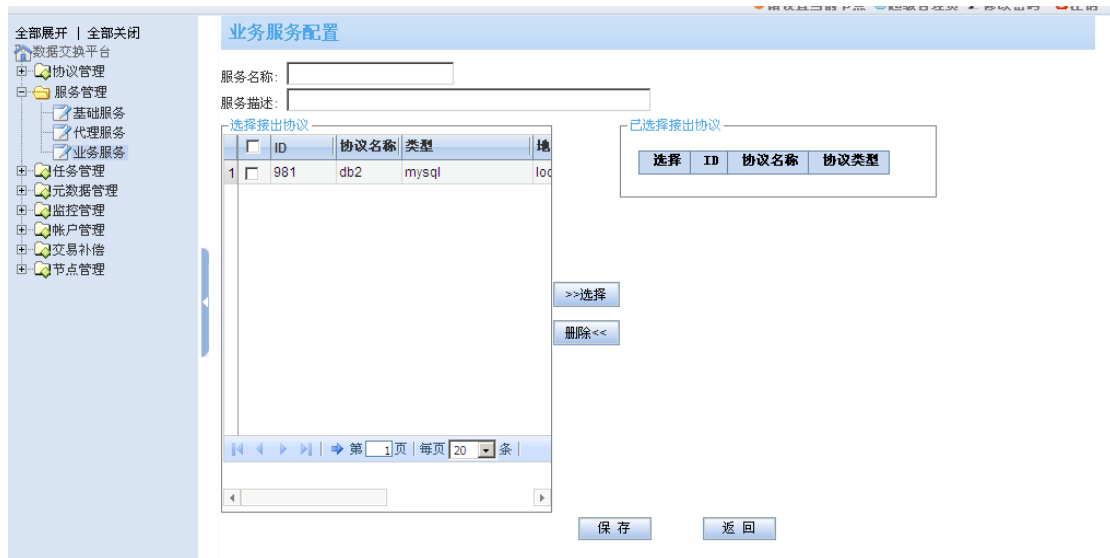 全部展开 | 全部关闭
数据交换平台
协议管理
服务管理
基础服务
代理服务
业务服务
任务管理
元数据管理
监控管理
帐户管理
交易补偿
节点管理
业务服务配置
服务名称:
服务描述:
选择接出协议
ID 协议名称 类型 地
1 981 db2 mysql loc
第 1 页 | 每页 20 条 |
>>选择
删除<<
已选择接出协议
选择 ID 协议名称 协议类型
保 存 返 回